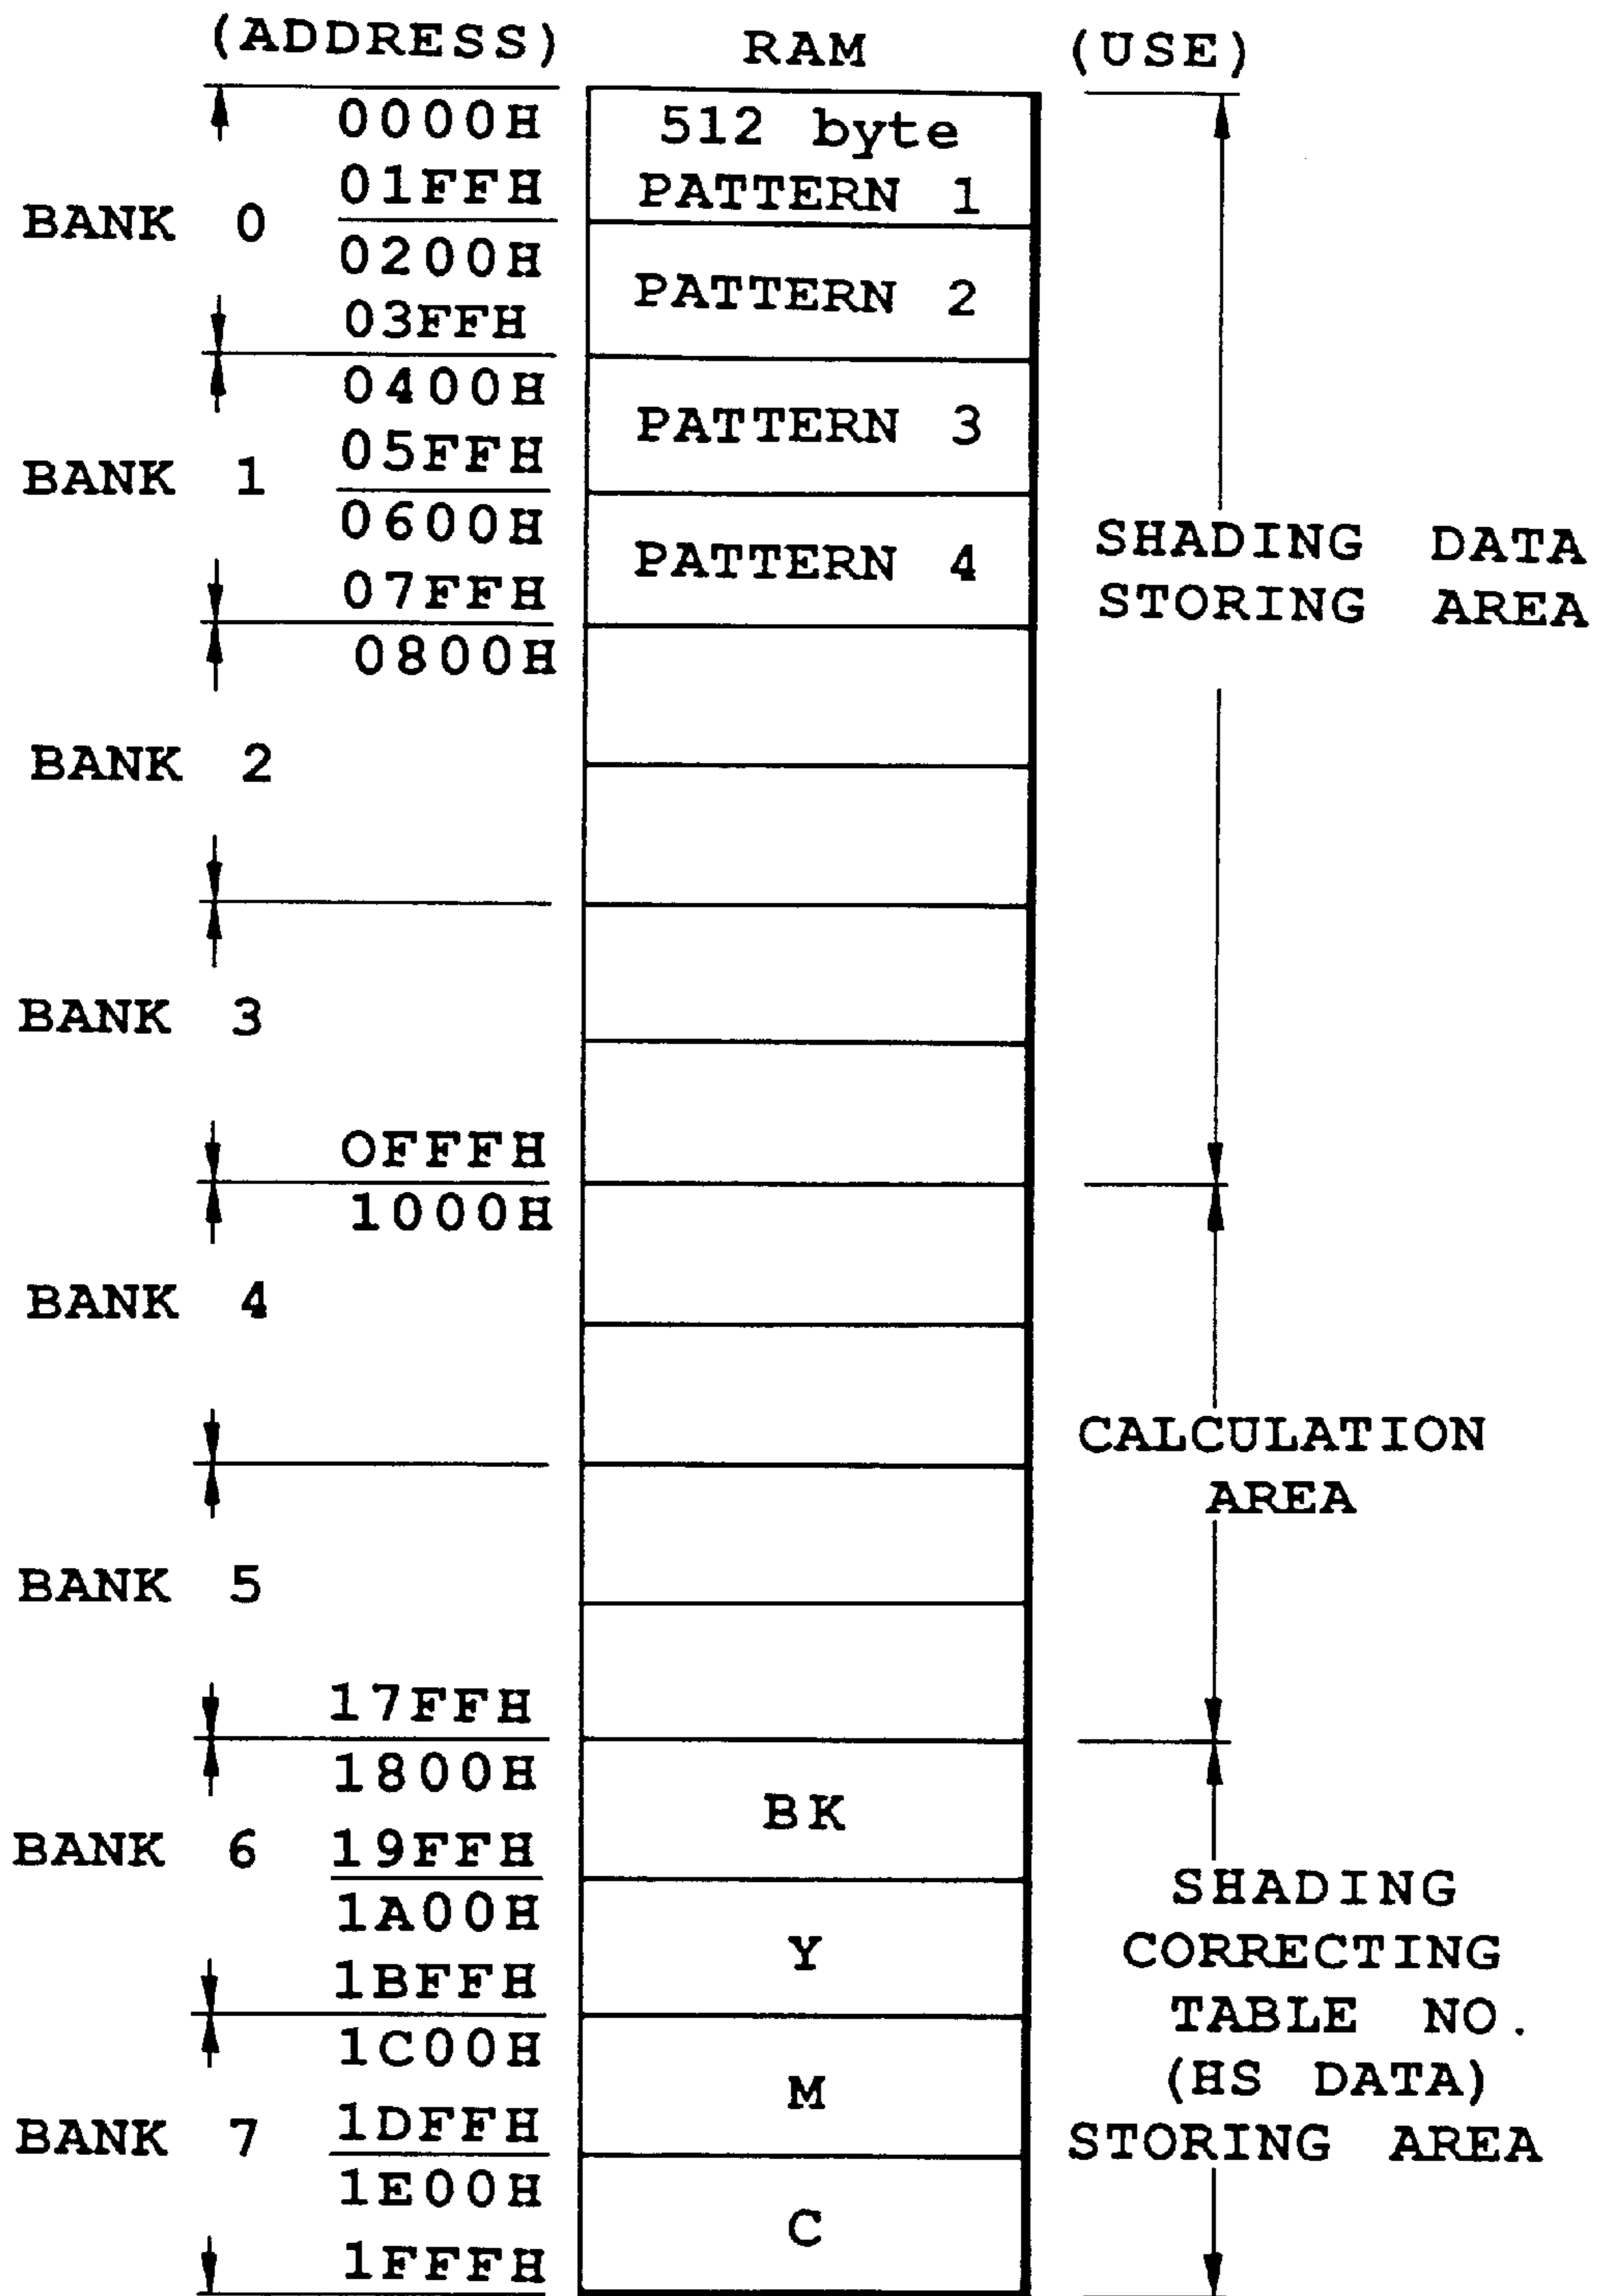 (ADDRESS) RAM (USE)
0000H 512 byte
01FFH PATTERN 1
BANK 0
0200H
PATTERN 2
03FFH
0400H
PATTERN 3
05FFH
BANK 1
0600H
SHADING DATA
PATTERN 4
07FFH
STORING AREA
0800H
BANK 2
BANK 3
OFFFH
1000H
BANK 4
CALCULATION
AREA
BANK 5
17FFH
1800H
BK
BANK 6 19FFH
SHADING
1A00H
CORRECTING
Y
1BFFH
TABLE NO.
1C00H
(HS DATA)
M
1DFFH
BANK 7
STORING AREA
1E00H
C
1FFFH